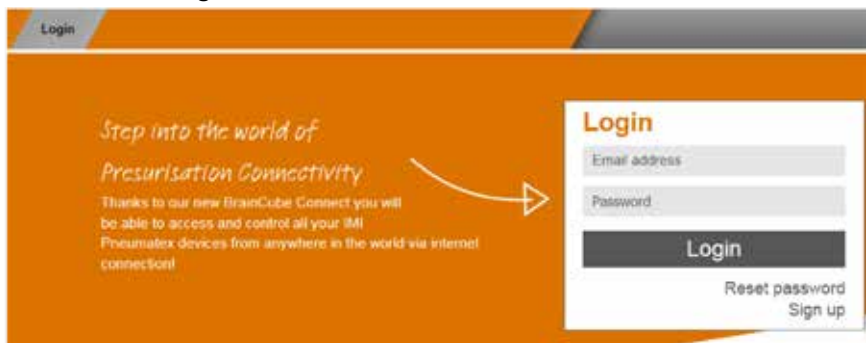 Login
Step into the world of
Presurisation Connectivity
Thanks to our new BrainCube Connect you will
be able to access and control all your IMI
Pneumatex devices from anywhere in the world via internet
connection!
Login
Email address
Password
Login
Reset password
Sign up